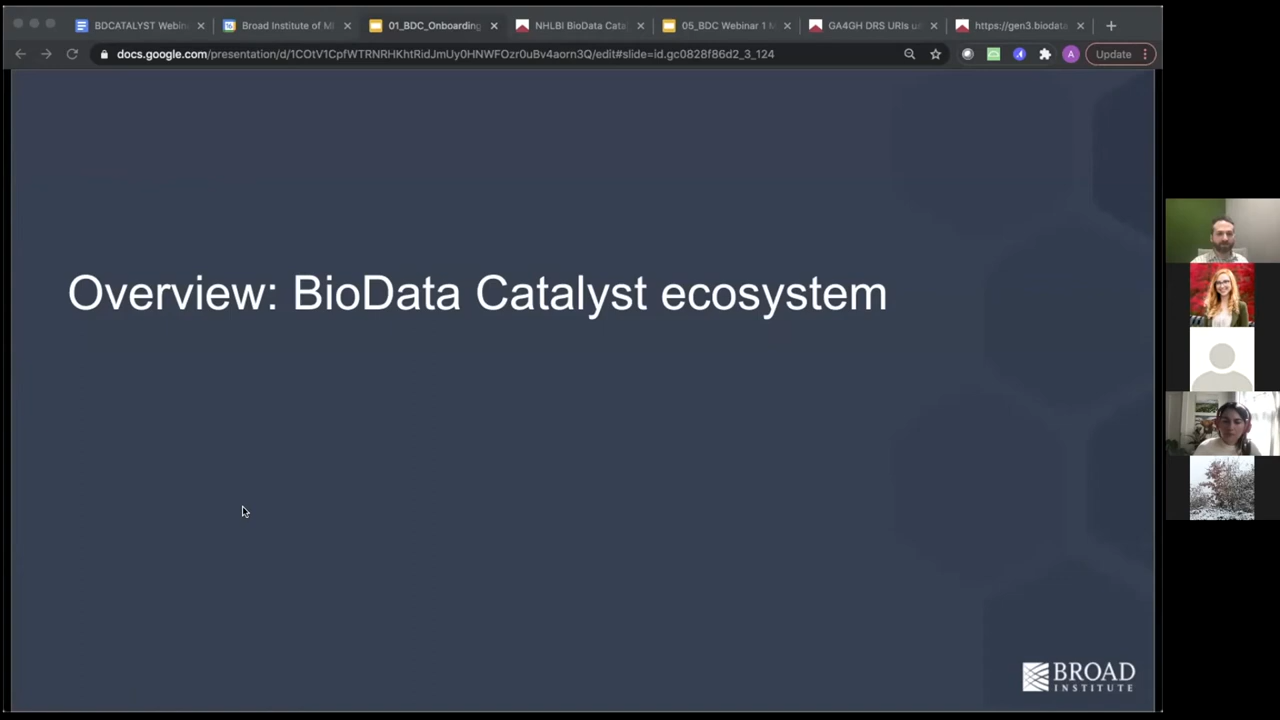 BDCATALYST Webin
Broad Institute of M
01_BDC_Onboarding
NHLBI BioData Cata
05_BDC Webinar 1 M
GA4GH DRS URIs u
https://gen3.biodata
docs.google.com/presentation/d/1COtV1CpfWTRNRHKhtRidJmUy0HNWFOzr0uBv4aorn3Q/edit#slide=id.gc0828f86d2_3_124
A
Update
Overview: BioData Catalyst ecosystem
BROAD
INSTITUTE